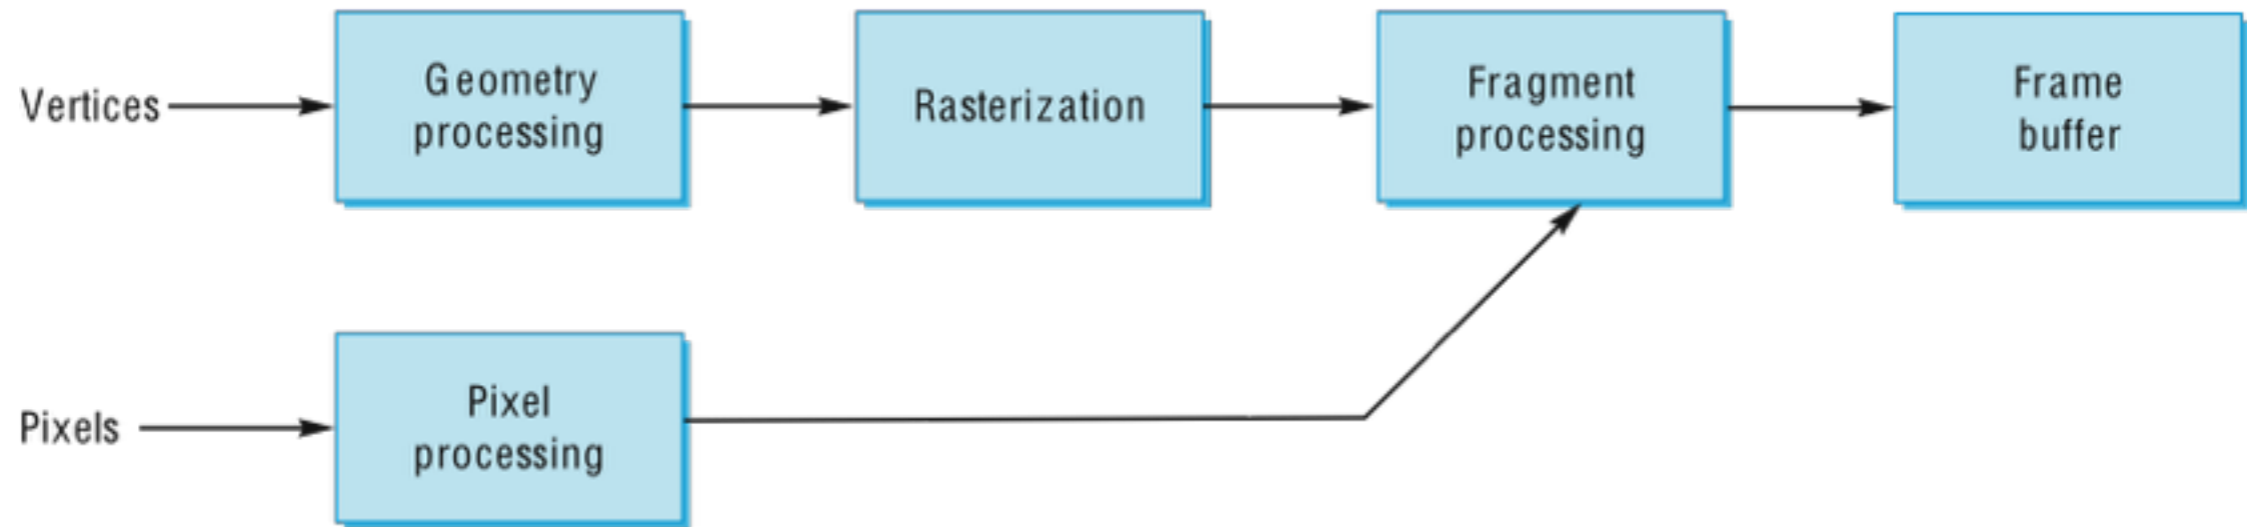 Vertices
Geometry
processing
Rasterization
Fragment
processing
Frame
buffer
Pixels
Pixel
processing